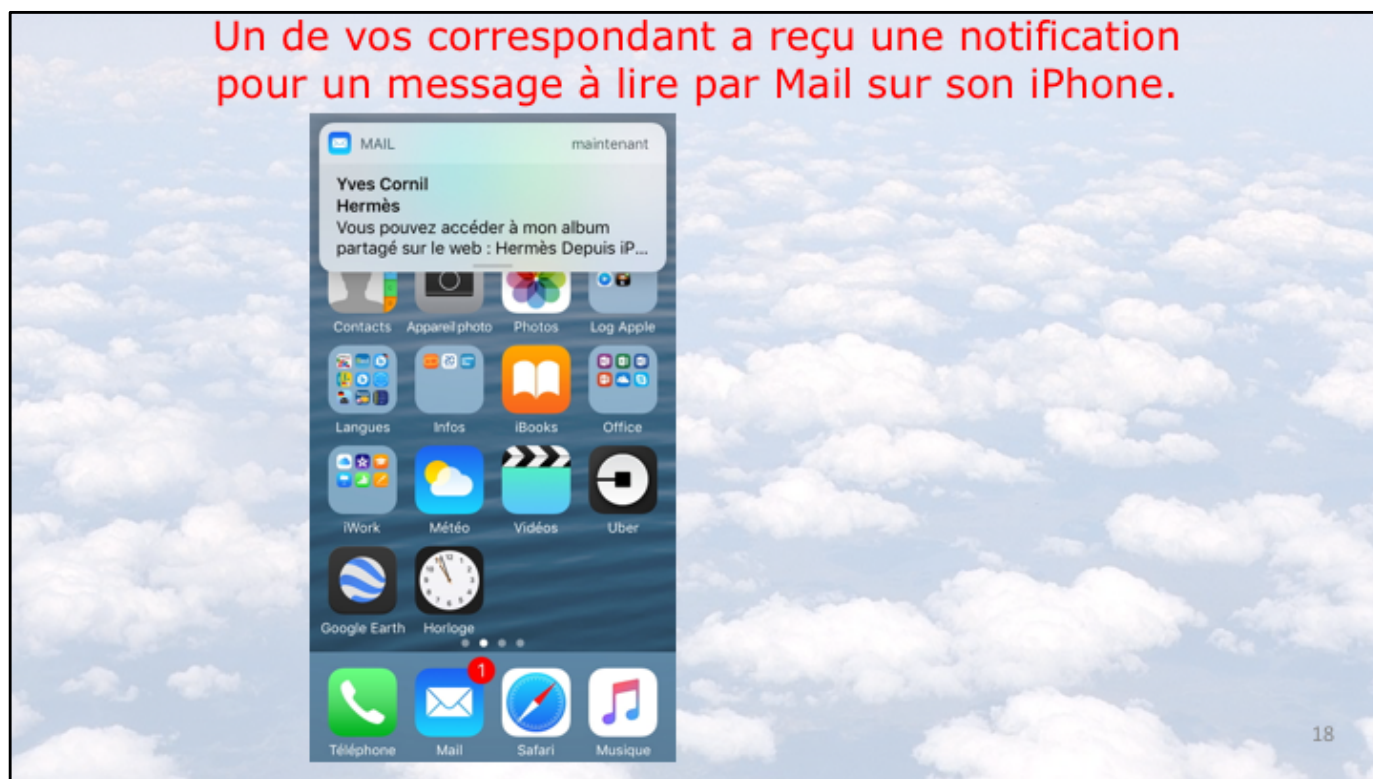 Un de vos correspondant a reçu une notification
pour un message à lire par Mail sur son iPhone.
MAIL maintenant
Yves Cornil
Hermès
Vous pouvez accéder à mon album
partagé sur le web : Hermès Depuis iP...
Contacts Appareil photo Photos Log Apple
Langues Infos iBooks Office
iWork Météo Vidéos Uber
Google Earth Horloge
1
Téléphone Mail Safari Musique
18